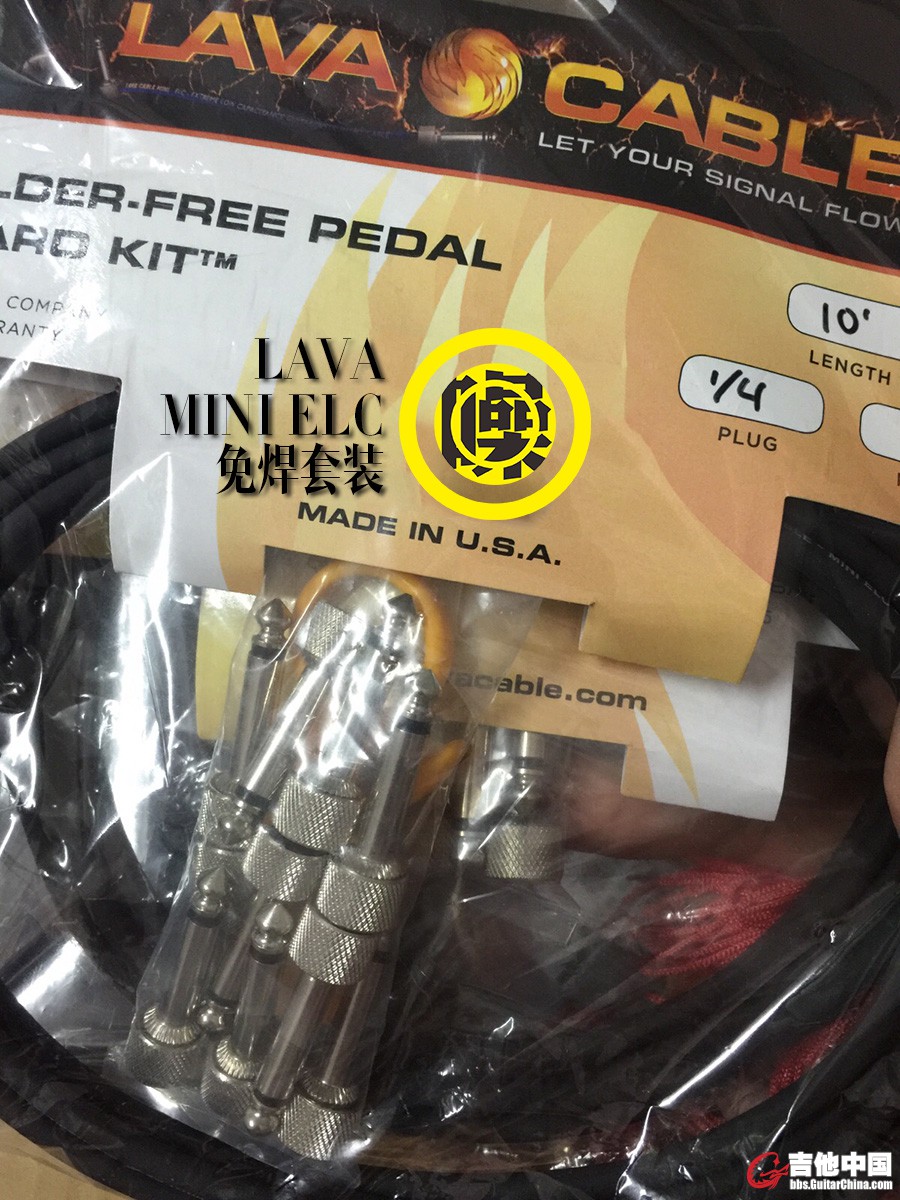 LAVA CABLE
LET YOUR SIGNAL FLOW
LDER-FREE PEDAL
ARD KIT™
COMPANY
RANTY
10'
LENGTH
1/4
PLUG
LAVA
MINI ELC
免焊套装
MADE IN U.S.A.
acable.com
吉他中国
bbs.GuitarChina.com